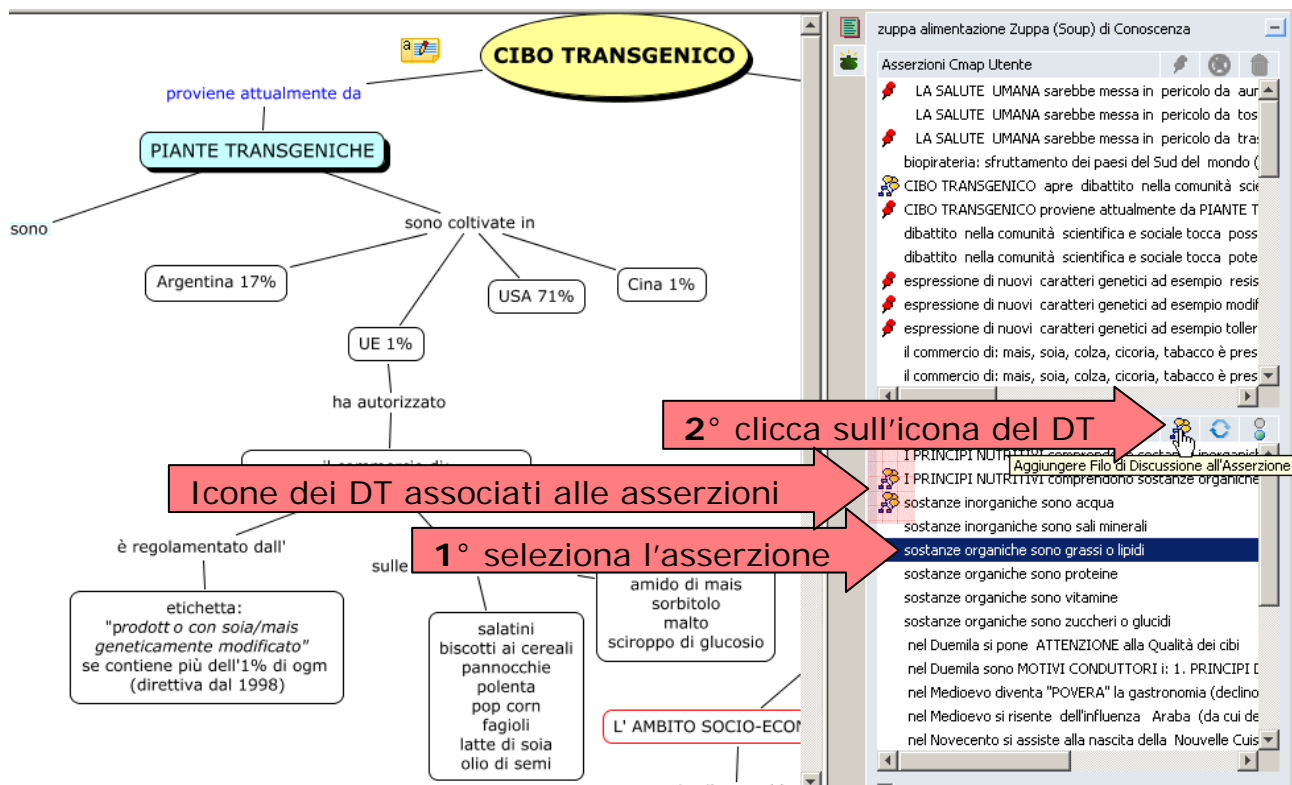 CIBO TRANSGENICO
proviene attualmente da
PIANTE TRANSGENICHE
sono
sono coltivate in
Argentina 17%
USA 71%
Cina 1%
UE 1%
ha autorizzato
il commercio di:
è regolamentato dall'
sulle
etichetta:
"prodott o con soia/mais
geneticamente modificato"
se contiene più dell'1% di ogm
(direttiva dal 1998)
salatini
biscotti ai cereali
pannocchie
polenta
pop corn
fagioli
latte di soia
olio di semi
amido di mais
sorbitolo
malto
sciroppo di glucosio
L' AMBITO SOCIO-ECON
zuppa alimentazione Zuppa (Soup) di Conoscenza
Asserzioni Cmap Utente
LA SALUTE UMANA sarebbe messa in pericolo da aur
LA SALUTE UMANA sarebbe messa in pericolo da tos
LA SALUTE UMANA sarebbe messa in pericolo da tra
biopirateria: sfruttamento dei paesi del Sud del mondo (
CIBO TRANSGENICO apre dibattito nella comunità scie
CIBO TRANSGENICO proviene attualmente da PIANTE T
dibattito nella comunità scientifica e sociale tocca poss
dibattito nella comunità scientifica e sociale tocca pote
espressione di nuovi caratteri genetici ad esempio resis
espressione di nuovi caratteri genetici ad esempio modif
espressione di nuovi caratteri genetici ad esempio toller
il commercio di: mais, soia, colza, cicoria, tabacco è pres
il commercio di: mais, soia, colza, cicoria, tabacco è pres
2° clicca sull'icona del DT
Aggiungere Filo di Discussione all'Asserzione
I PRINCIPI NUTRITIVI comprendono sostanze inorganich
Icone dei DT associati alle asserzioni
I PRINCIPI NUTRITIVI comprendono sostanze organiche
sostanze inorganiche sono acqua
sostanze inorganiche sono sali minerali
1° seleziona l'asserzione
sostanze organiche sono grassi o lipidi
sostanze organiche sono proteine
sostanze organiche sono vitamine
sostanze organiche sono zuccheri o glucidi
nel Duemila si pone ATTENZIONE alla Qualità dei cibi
nel Duemila sono MOTIVI CONDUTTORI i: 1. PRINCIPI D
nel Medioevo diventa "POVERA" la gastronomia (declino
nel Medioevo si risente dell'influenza Araba (da cui de
nel Novecento si assiste alla nascita della Nouvelle Cuis